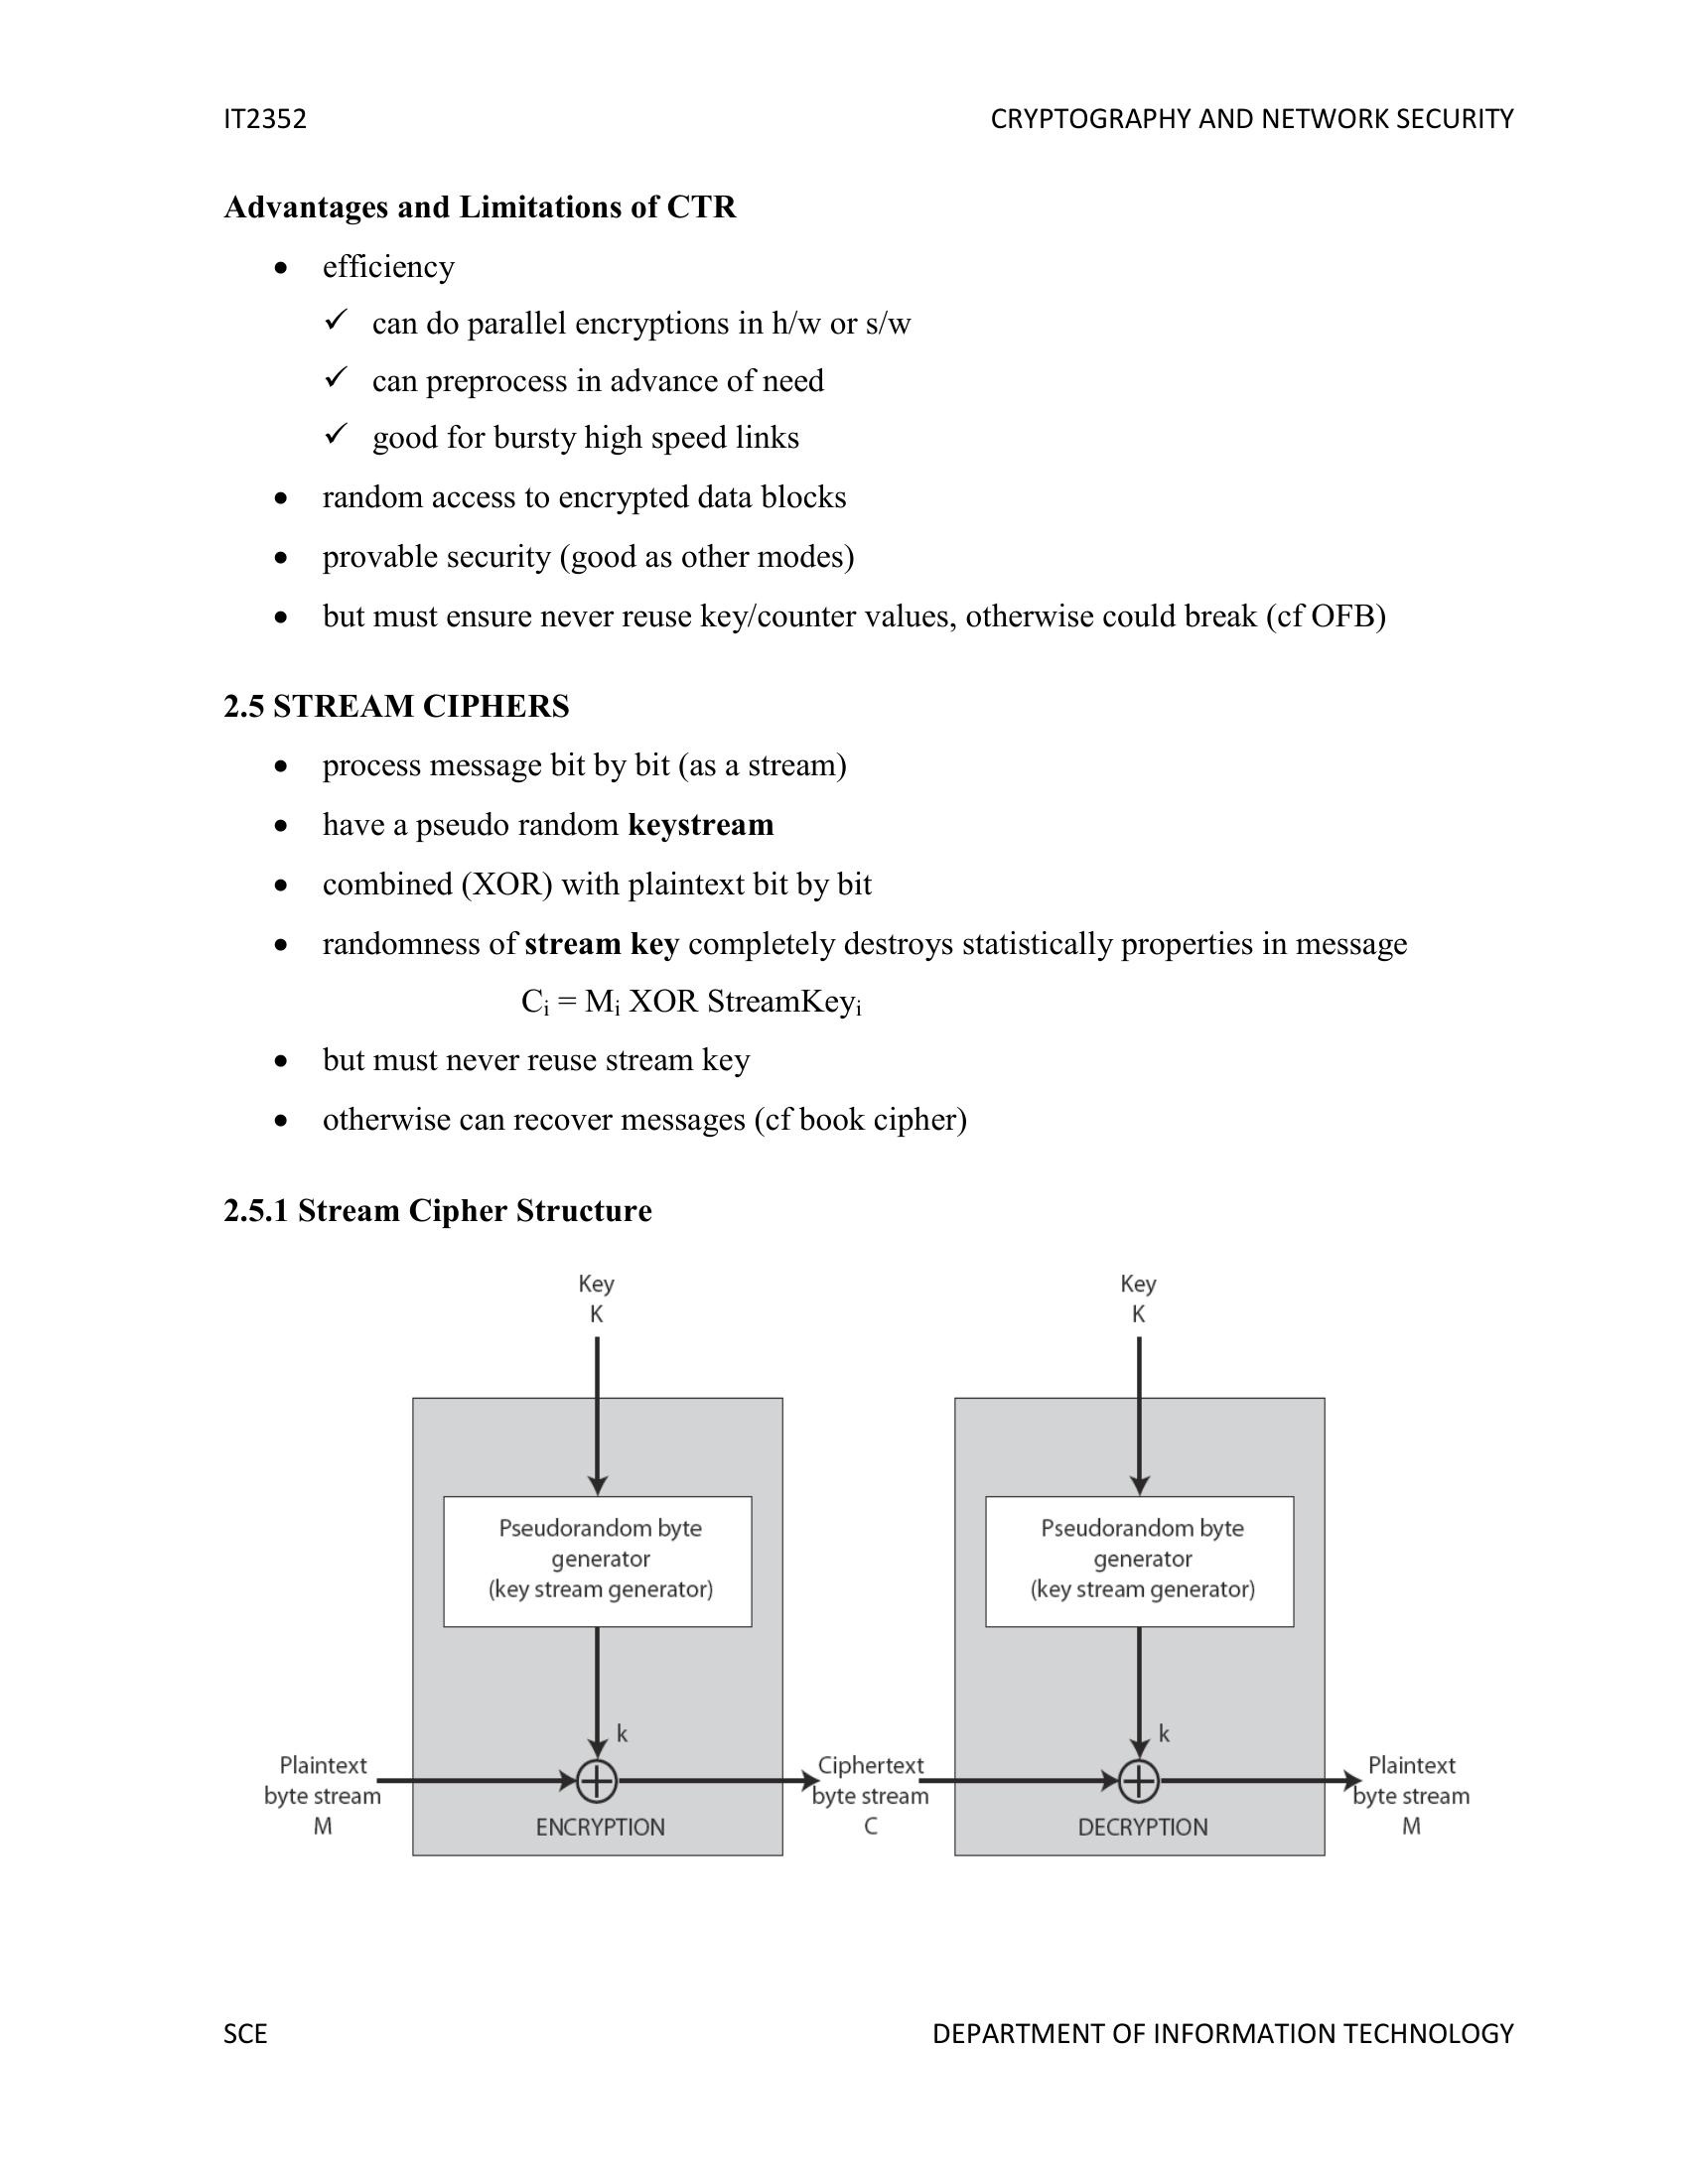 IT2352 CRYPTOGRAPHY AND NETWORK SECURITY
Advantages and Limitations of CTR
• efficiency
✓ can do parallel encryptions in h/w or s/w
✓ can preprocess in advance of need
✓ good for bursty high speed links
• random access to encrypted data blocks
• provable security (good as other modes)
• but must ensure never reuse key/counter values, otherwise could break (cf OFB)
2.5 STREAM CIPHERS
• process message bit by bit (as a stream)
• have a pseudo random keystream
• combined (XOR) with plaintext bit by bit
• randomness of stream key completely destroys statistically properties in message
Ci = Mi XOR StreamKeyi
• but must never reuse stream key
• otherwise can recover messages (cf book cipher)
2.5.1 Stream Cipher Structure
Key
K
Pseudorandom byte
generator
(key stream generator)
k
Plaintext
byte stream
M
ENCRYPTION
Ciphertext
byte stream
C
Key
K
Pseudorandom byte
generator
(key stream generator)
k
DECRYPTION
Plaintext
byte stream
M
SCE DEPARTMENT OF INFORMATION TECHNOLOGY